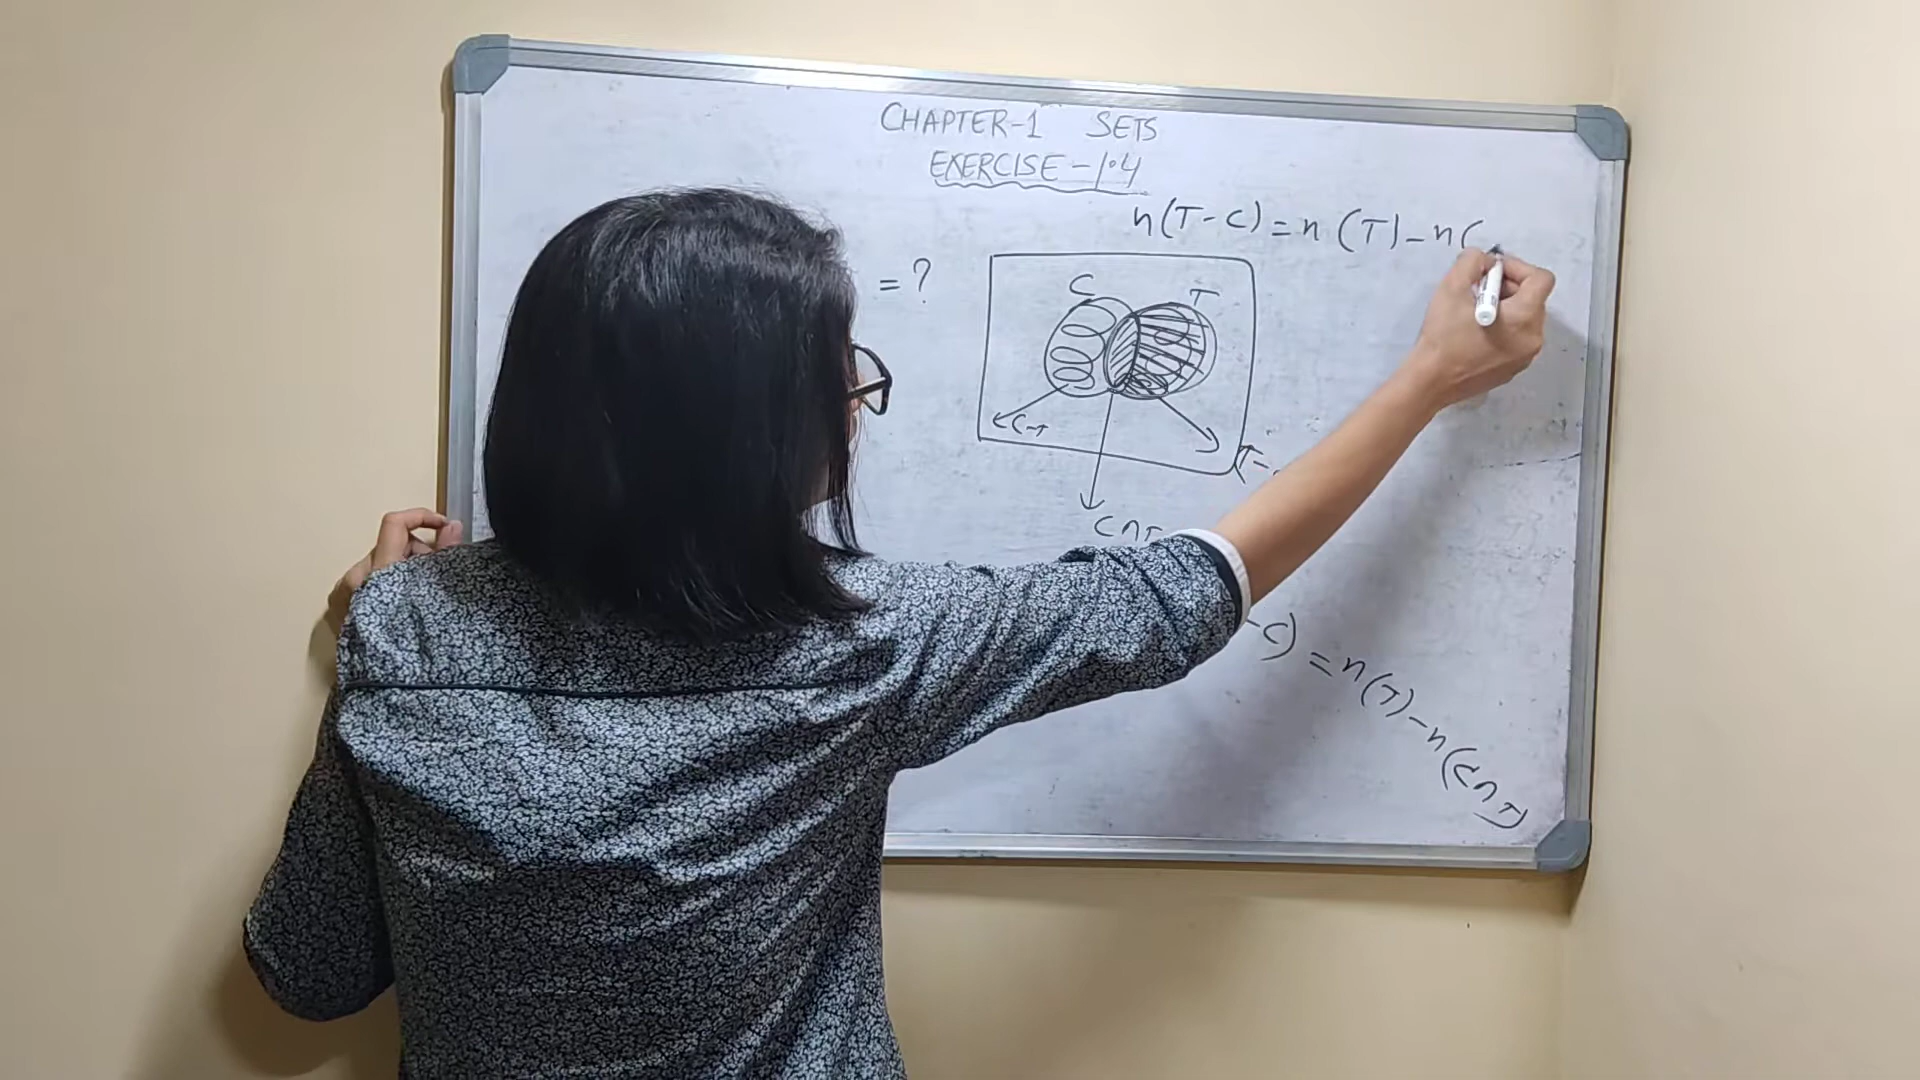 CHAPTER-1 SETS
EXERCISE-1.4
n(T-C)=n(T)-n(
= ?
C T
C-T
T-
C∩T
-C)=n(T)-n(C∩T)